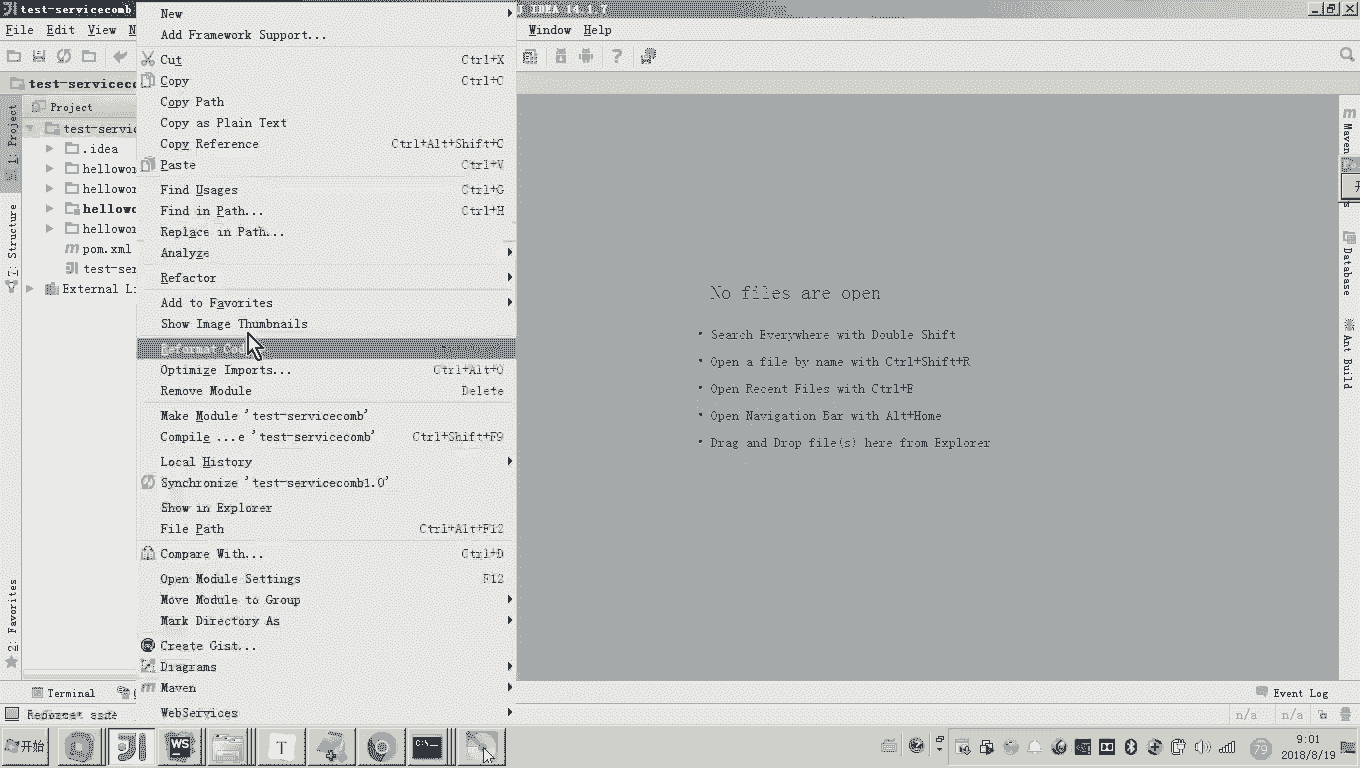 test-servicecomb
IDEA 14.1.7
File Edit View N
Window Help
test-servicec
Project
test-servic
.idea
hellowor
hellowor
hellowo
hellowor
pom.xml
test-ser
External Li
1: Project
7: Structure
2: Favorites
New
Add Framework Support...
Cut Ctrl+X
Copy Ctrl+C
Copy Path
Copy as Plain Text
Copy Reference Ctrl+Alt+Shift+C
Paste Ctrl+V
Find Usages Ctrl+G
Find in Path... Ctrl+H
Replace in Path...
Analyze
Refactor
Add to Favorites
Show Image Thumbnails
Reformat Cod
Optimize Imports... Ctrl+Alt+O
Remove Module Delete
Make Module 'test-servicecomb'
Compile ...e 'test-servicecomb' Ctrl+Shift+F9
Local History
Synchronize 'test-servicecomb1.0'
Show in Explorer
File Path Ctrl+Alt+F12
Compare With... Ctrl+D
Open Module Settings F12
Move Module to Group
Mark Directory As
Create Gist...
Diagrams
Maven
WebServices
No files are open
• Search Everywhere with Double Shift
• Open a file by name with Ctrl+Shift+R
• Open Recent Files with Ctrl+E
• Open Navigation Bar with Alt+Home
• Drag and Drop file(s) here from Explorer
Maven
Database
Ant Build
Terminal
Event Log
Reformat code
n/a n/a
开始
WS
T
C:\
79
9:01
2018/8/19